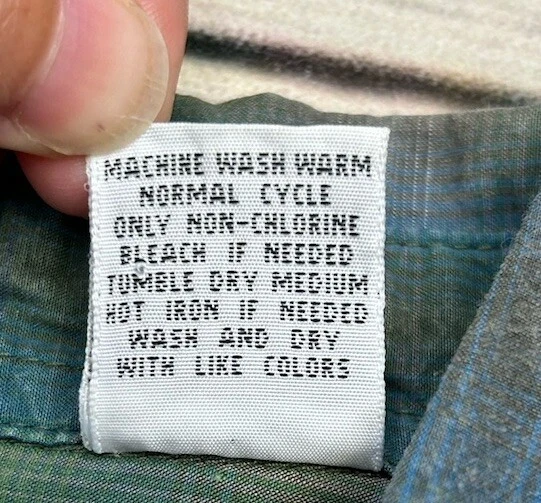 MACHINE WASH WARM
NORMAL CYCLE
ONLY NON-CHLORINE
BLEACH IF NEEDED
TUMBLE DRY MEDIUM
HOT IRON IF NEEDED
WASH AND DRY
WITH LIKE COLORS